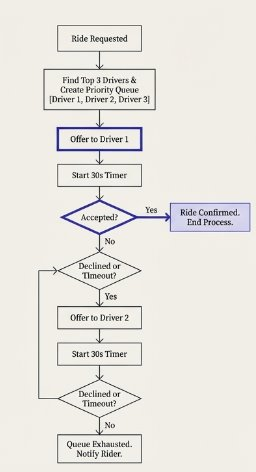 Ride Requested
Find Top 3 Drivers &
Create Priority Queue
[Driver 1, Driver 2, Driver 3]
Offer to Driver 1
Start 30s Timer
Accepted?
Yes
Ride Confirmed.
End Process.
No
Declined or
Timeout?
Yes
Offer to Driver 2
Start 30s Timer
Declined or
Timeout?
No
Queue Exhausted.
Notify Rider.